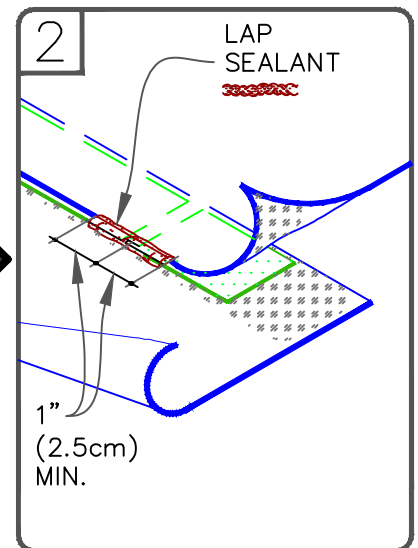 2
LAP
SEALANT
1"
(2.5cm)
MIN.